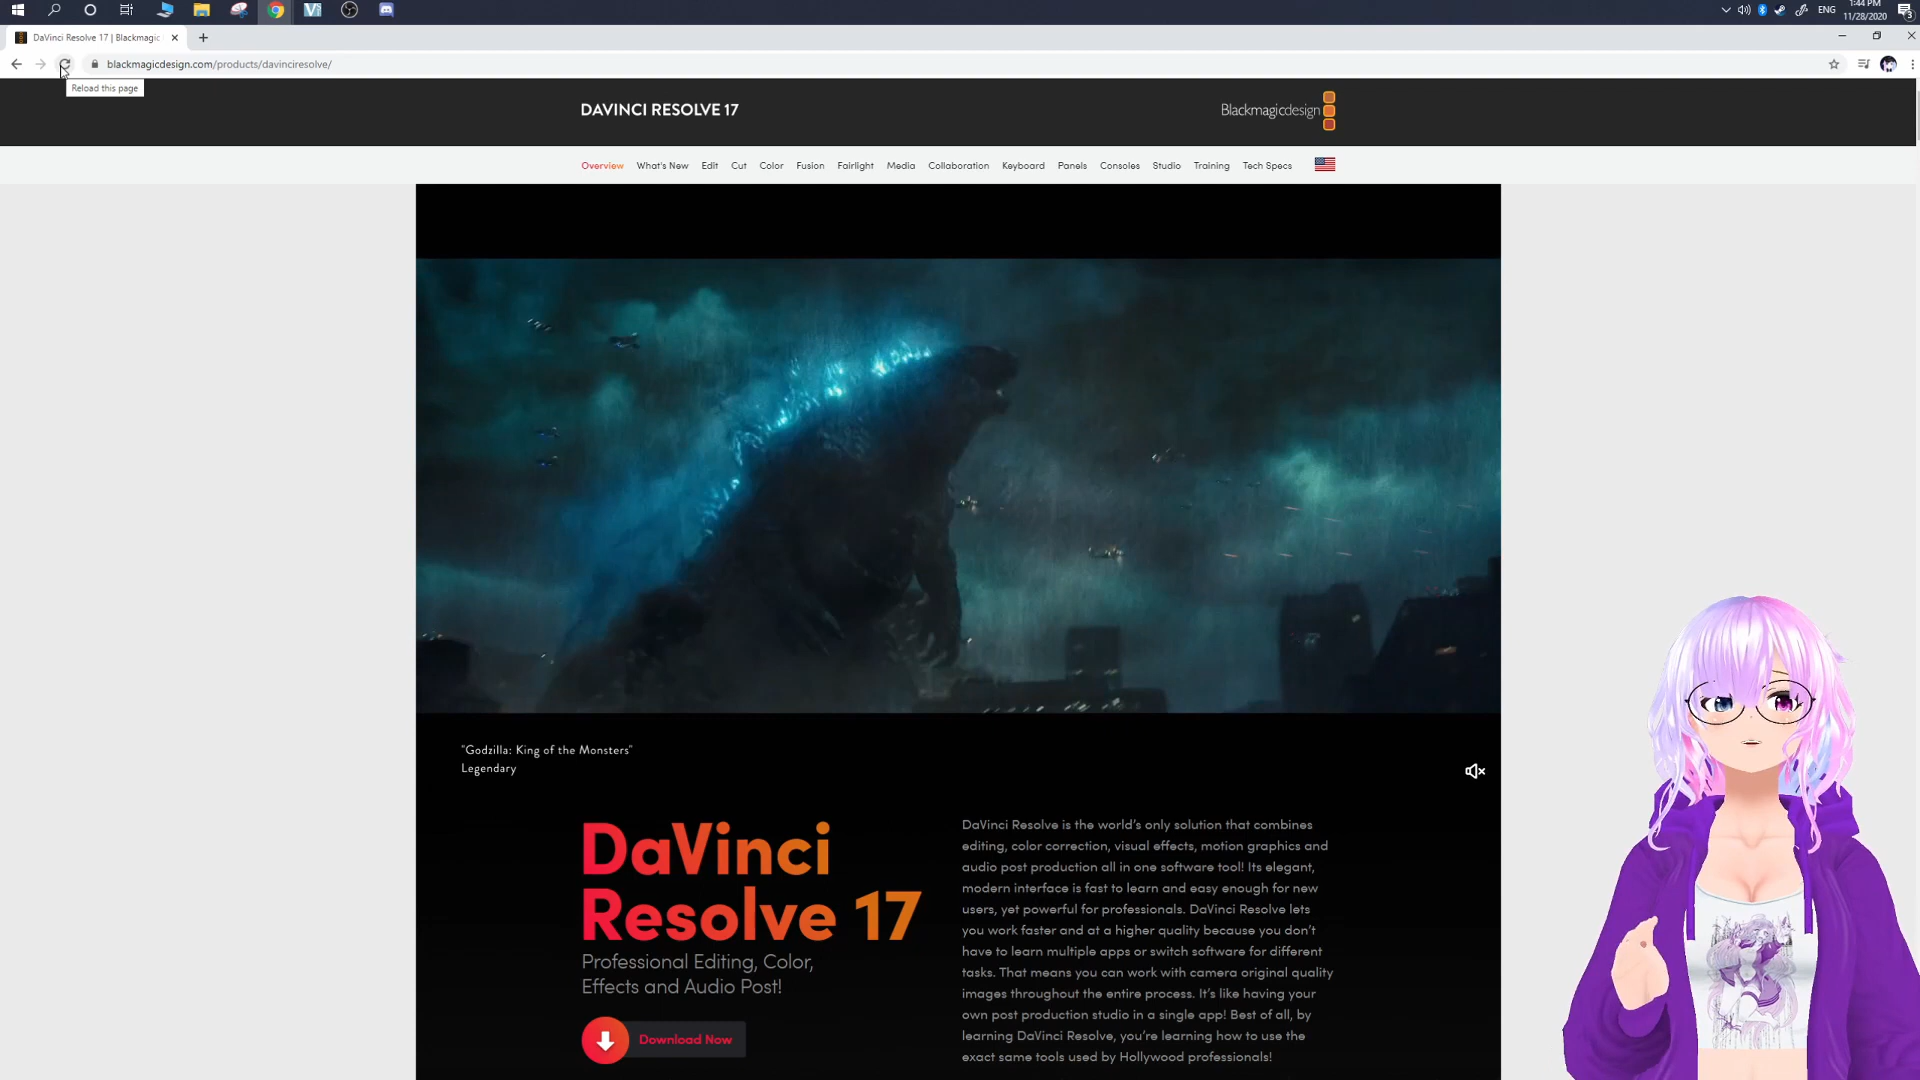 ENG
1:44 PM
11/28/2020
3
DaVinci Resolve 17 | Blackmagic
blackmagicdesign.com/products/davinciresolve/
Reload this page
DAVINCI RESOLVE 17
Blackmagicdesign
Overview What's New Edit Cut Color Fusion Fairlight Media Collaboration Keyboard Panels Consoles Studio Training Tech Specs
"Godzilla: King of the Monsters"
Legendary
DaVinci
Resolve 17
Professional Editing, Color,
Effects and Audio Post!
Download Now
DaVinci Resolve is the world's only solution that combines
editing, color correction, visual effects, motion graphics and
audio post production all in one software tool! Its elegant,
modern interface is fast to learn and easy enough for new
users, yet powerful for professionals. DaVinci Resolve lets
you work faster and at a higher quality because you don't
have to learn multiple apps or switch software for different
tasks. That means you can work with camera original quality
images throughout the entire process. It's like having your
own post production studio in a single app! Best of all, by
learning DaVinci Resolve, you're learning how to use the
exact same tools used by Hollywood professionals!